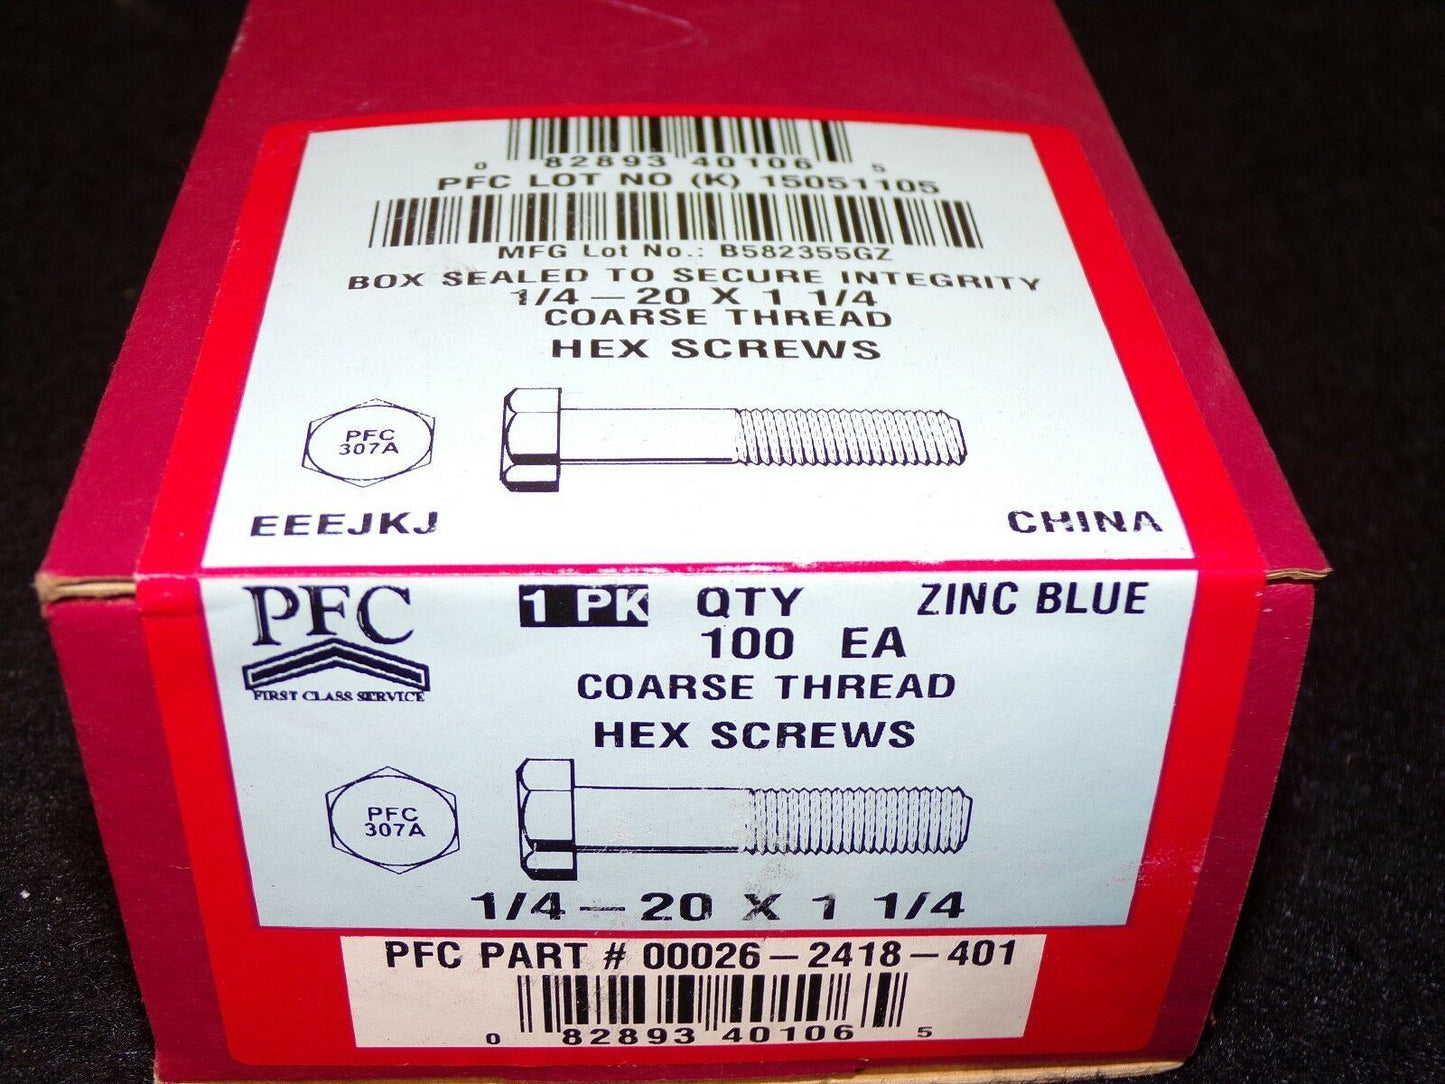 0 82893 40106 5
PFC LOT NO (K) 15051105
MFG Lot No.: B582355GZ
BOX SEALED TO SECURE INTEGRITY
1/4-20 X 1 1/4
COARSE THREAD
HEX SCREWS
PFC
307A
EEEJKJ CHINA
PFC
FIRST CLASS SERVICE
1 PK QTY ZINC BLUE
100 EA
COARSE THREAD
HEX SCREWS
PFC
307A
1/4-20 X 1 1/4
PFC PART # 00026-2418-401
0 82893 40106 5